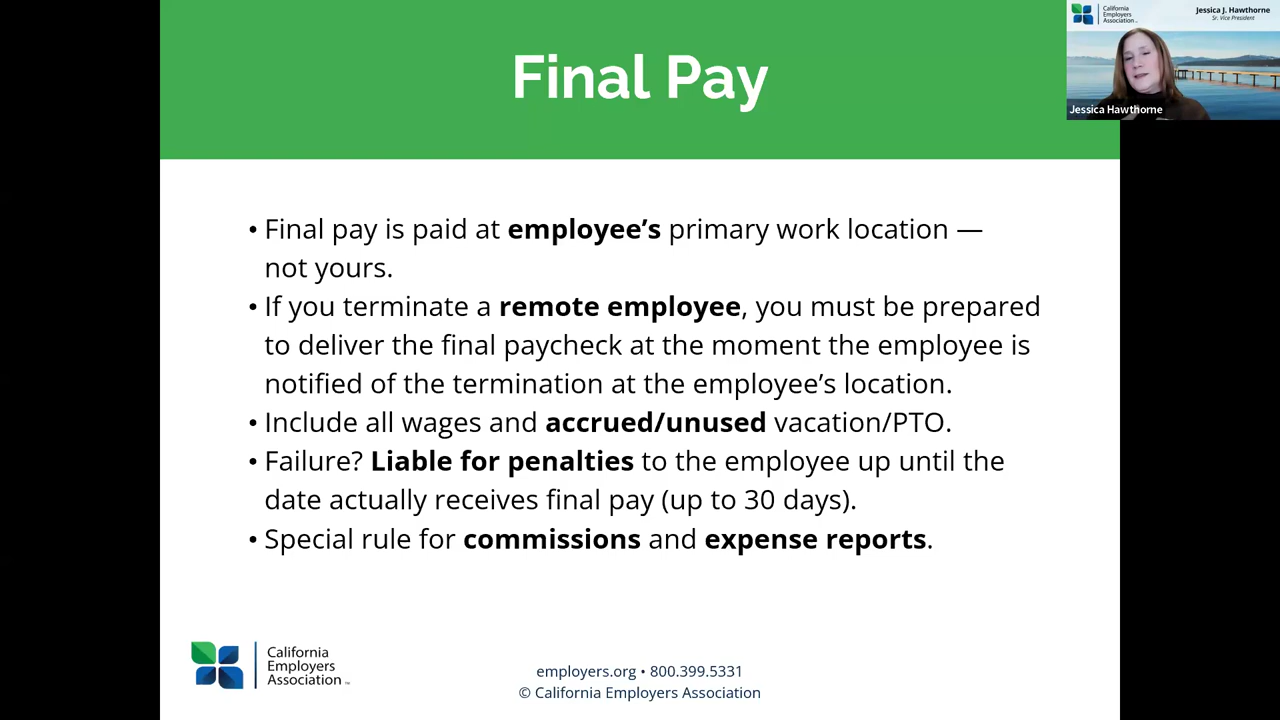 Final Pay
California
Employers
Association
Jessica J. Hawthorne
Sr. Vice President
Jessica Hawthorne
• Final pay is paid at employee’s primary work location —
not yours.
• If you terminate a remote employee, you must be prepared
to deliver the final paycheck at the moment the employee is
notified of the termination at the employee’s location.
• Include all wages and accrued/unused vacation/PTO.
• Failure? Liable for penalties to the employee up until the
date actually receives final pay (up to 30 days).
• Special rule for commissions and expense reports.
California
Employers
Association™
employers.org • 800.399.5331
© California Employers Association